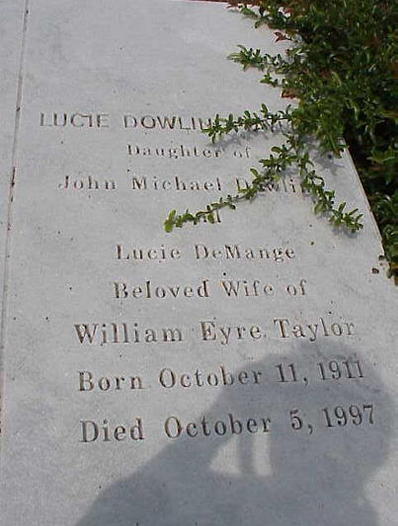 LUCIE DOWLIN
Daughter of
John Michael Dowli
Lucie DeMange
Beloved Wife of
William Eyre Taylor
Born October 11, 1911
Died October 5, 1997